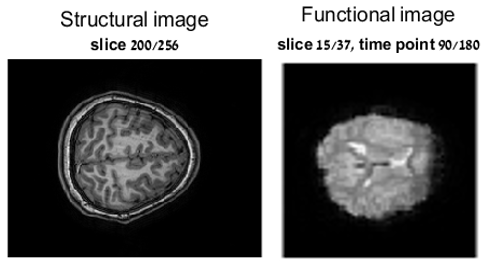 Structural image
slice 200/256
Functional image
slice 15/37, time point 90/180